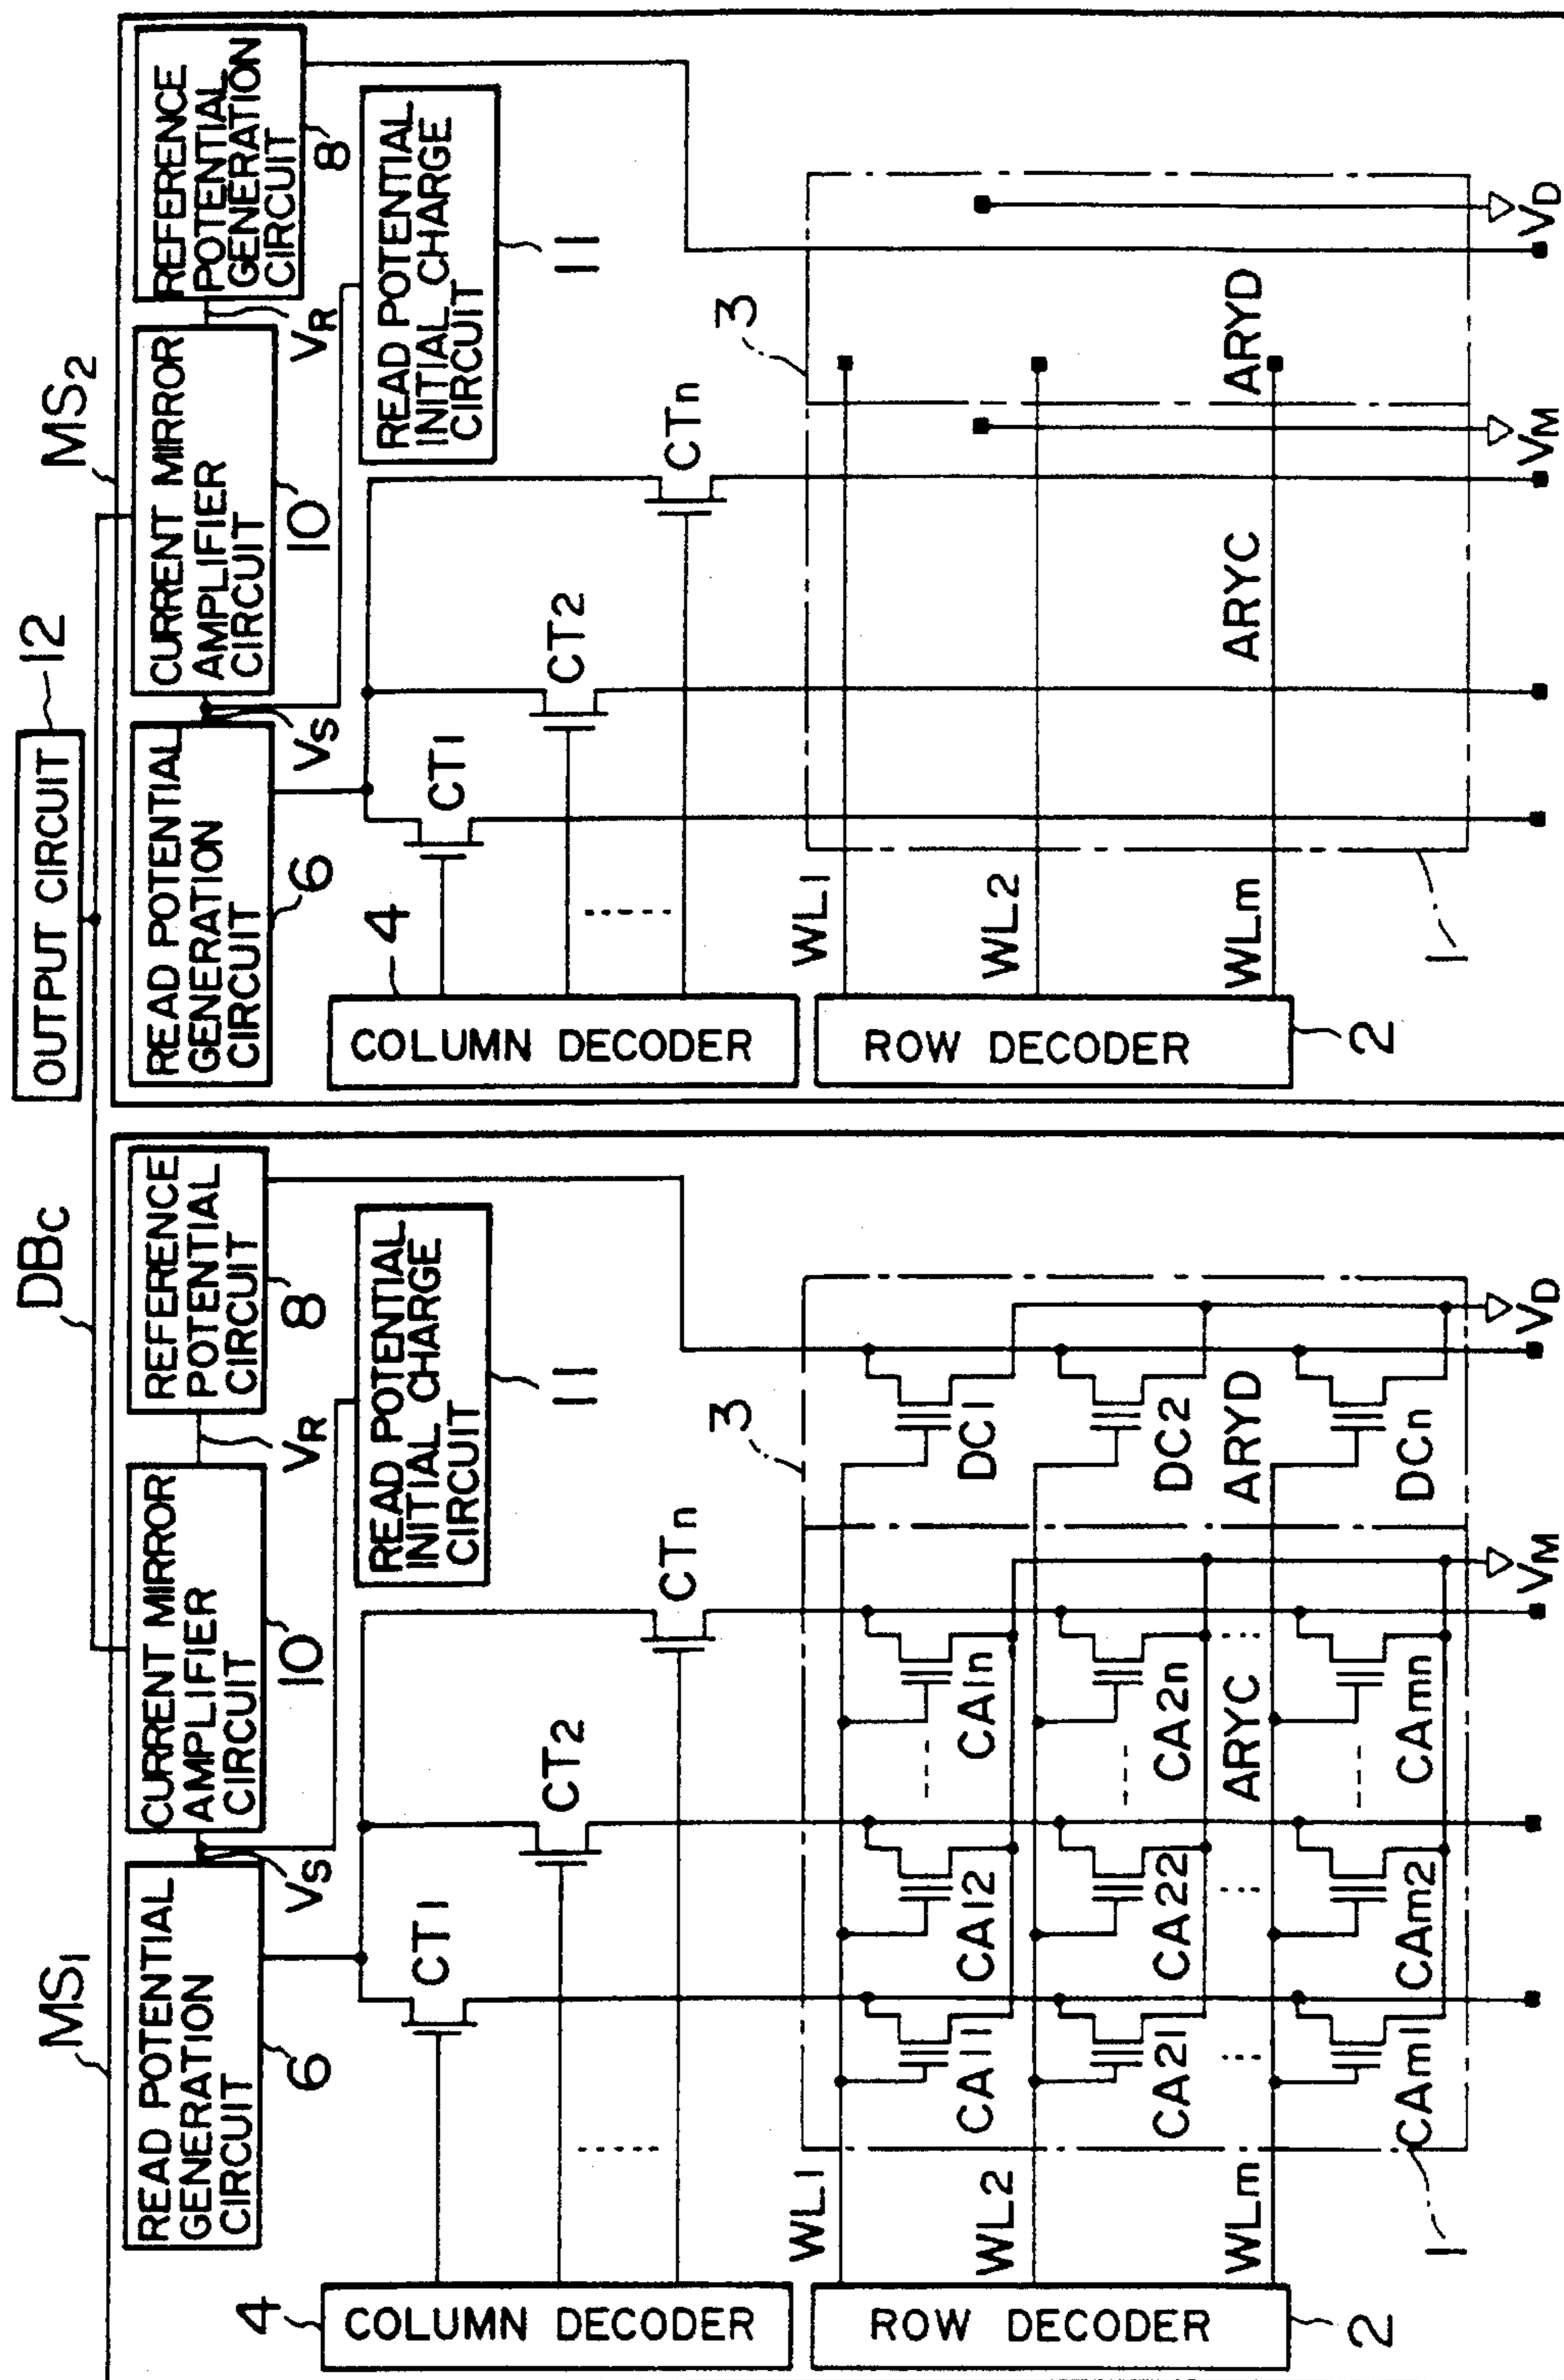 OUTPUT CIRCUIT
12
DBC
MS1
READ POTENTIAL
GENERATION
CIRCUIT
6
VS
CURRENT MIRROR
AMPLIFIER
CIRCUIT
10
VR
REFERENCE
POTENTIAL
CIRCUIT
8
READ POTENTIAL
INITIAL CHARGE
CIRCUIT
11
4
COLUMN DECODER
CT1
CT2
CTn
ROW DECODER
2
WL1
WL2
WLm
3
CA11
CA12
CA1n
DC1
CA21
CA22
CA2n
DC2
ARYC
ARYD
CAm1
CAm2
CAmn
DCn
1
VM
VD
MS2
READ POTENTIAL
GENERATION
CIRCUIT
6
VS
CURRENT MIRROR
AMPLIFIER
CIRCUIT
10
VR
REFERENCE
POTENTIAL
GENERATION
CIRCUIT
8
READ POTENTIAL
INITIAL CHARGE
CIRCUIT
11
4
COLUMN DECODER
CT1
CT2
CTn
ROW DECODER
2
WL1
WL2
WLm
3
ARYC
ARYD
1
VM
VD